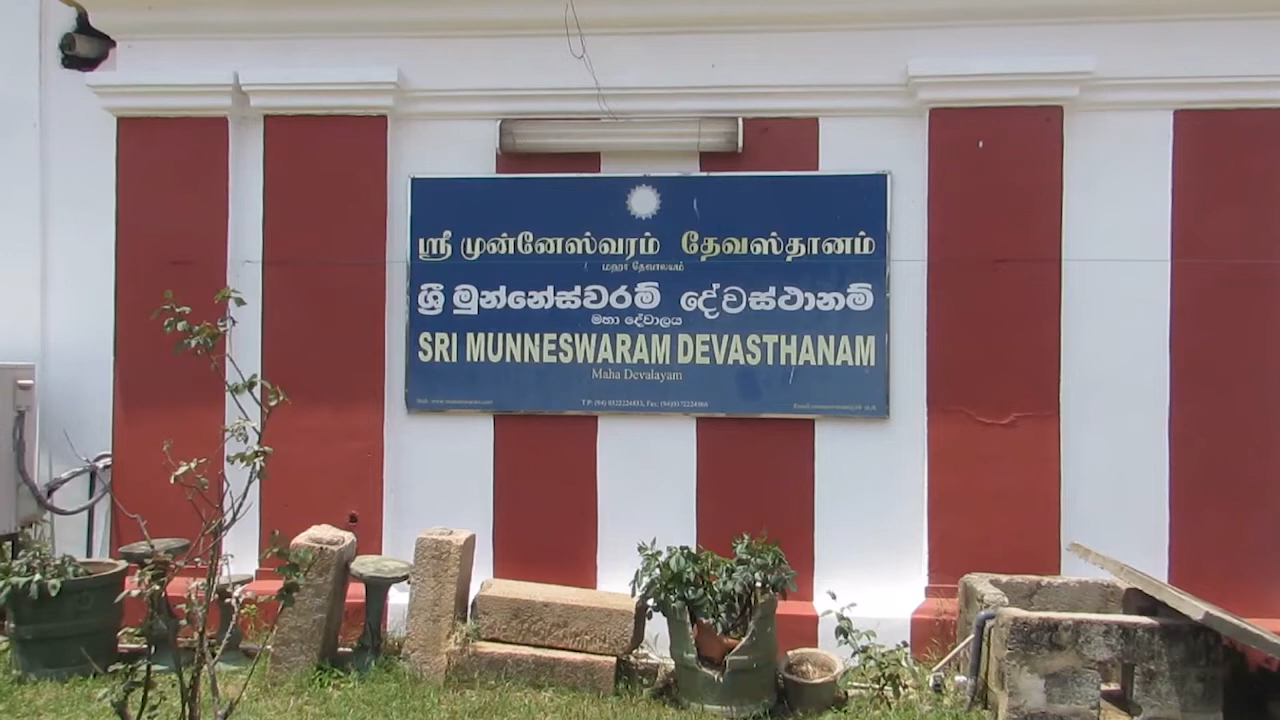 ஸ்ரீ முன்னேஸ்வரம் தேவஸ்தானம்
மஹா தேவாலயம்
ශ්‍රී මුන්නේස්වරම් දේවස්ථානම්
මහා දේවාලය
SRI MUNNESWARAM DEVASTHANAM
Maha Devalayam